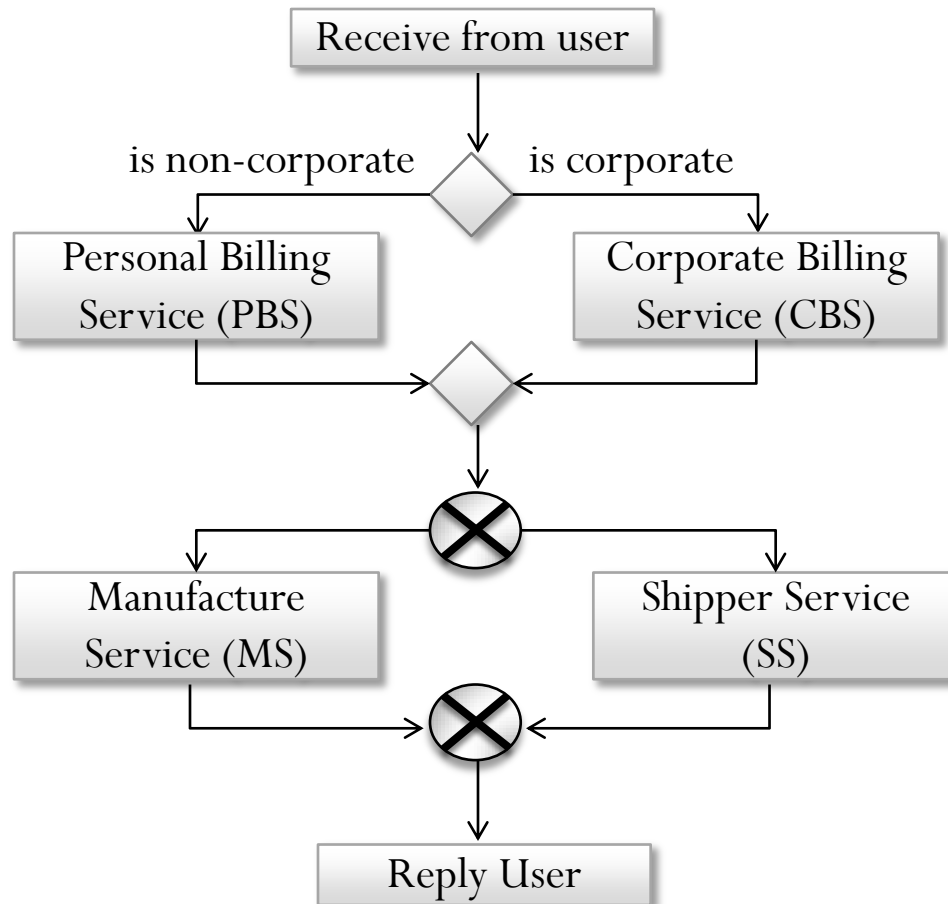 Receive from user
is non-corporate
is corporate
Personal Billing
Service (PBS)
Corporate Billing
Service (CBS)
Manufacture
Service (MS)
Shipper Service
(SS)
Reply User